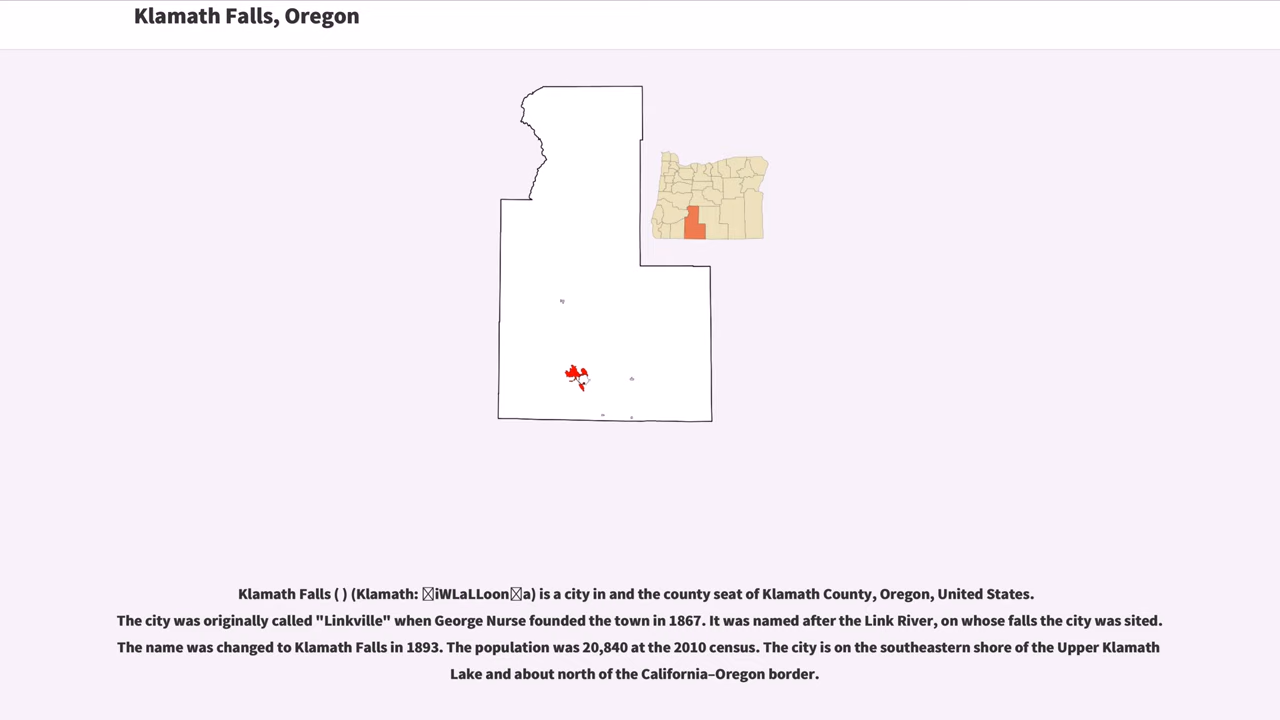 Klamath Falls, Oregon
Klamath Falls ( ) (Klamath: iWLaLLoona) is a city in and the county seat of Klamath County, Oregon, United States.
The city was originally called "Linkville" when George Nurse founded the town in 1867. It was named after the Link River, on whose falls the city was sited.
The name was changed to Klamath Falls in 1893. The population was 20,840 at the 2010 census. The city is on the southeastern shore of the Upper Klamath
Lake and about north of the California–Oregon border.